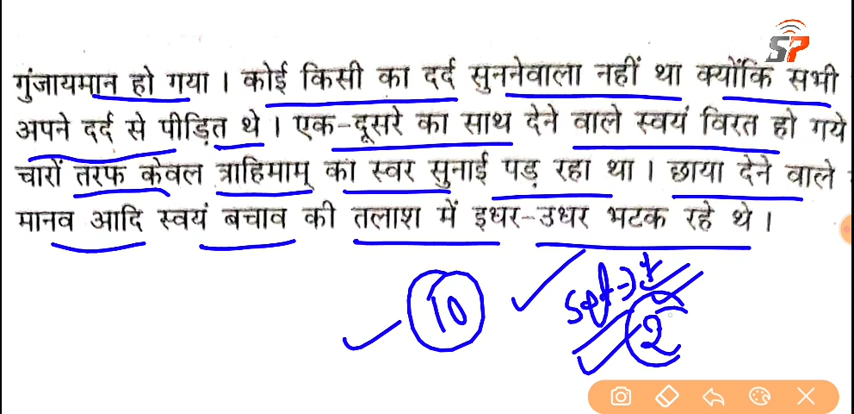 SP
गुंजायमान हो गया । कोई किसी का दर्द सुननेवाला नहीं था क्योंकि सभी
अपने दर्द से पीड़ित थे । एक-दूसरे का साथ देने वाले स्वयं विरत हो गये
चारों तरफ केवल त्राहिमाम् का स्वर सुनाई पड़ रहा था । छाया देने वाले
मानव आदि स्वयं बचाव की तलाश में इधर-उधर भटक रहे थे ।
10
2